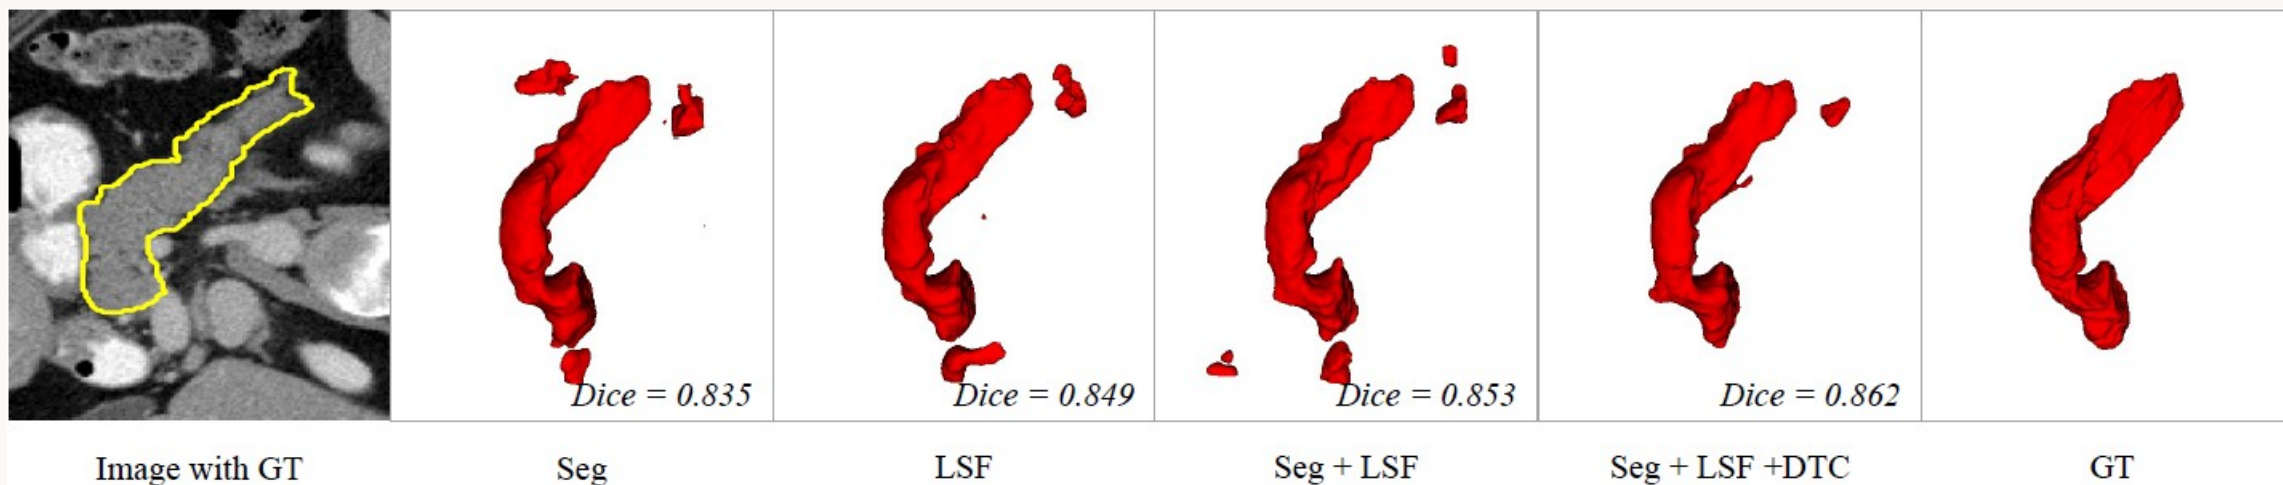 Dice = 0.835
Dice = 0.849
Dice = 0.853
Dice = 0.862
Image with GT
Seg
LSF
Seg + LSF
Seg + LSF +DTC
GT